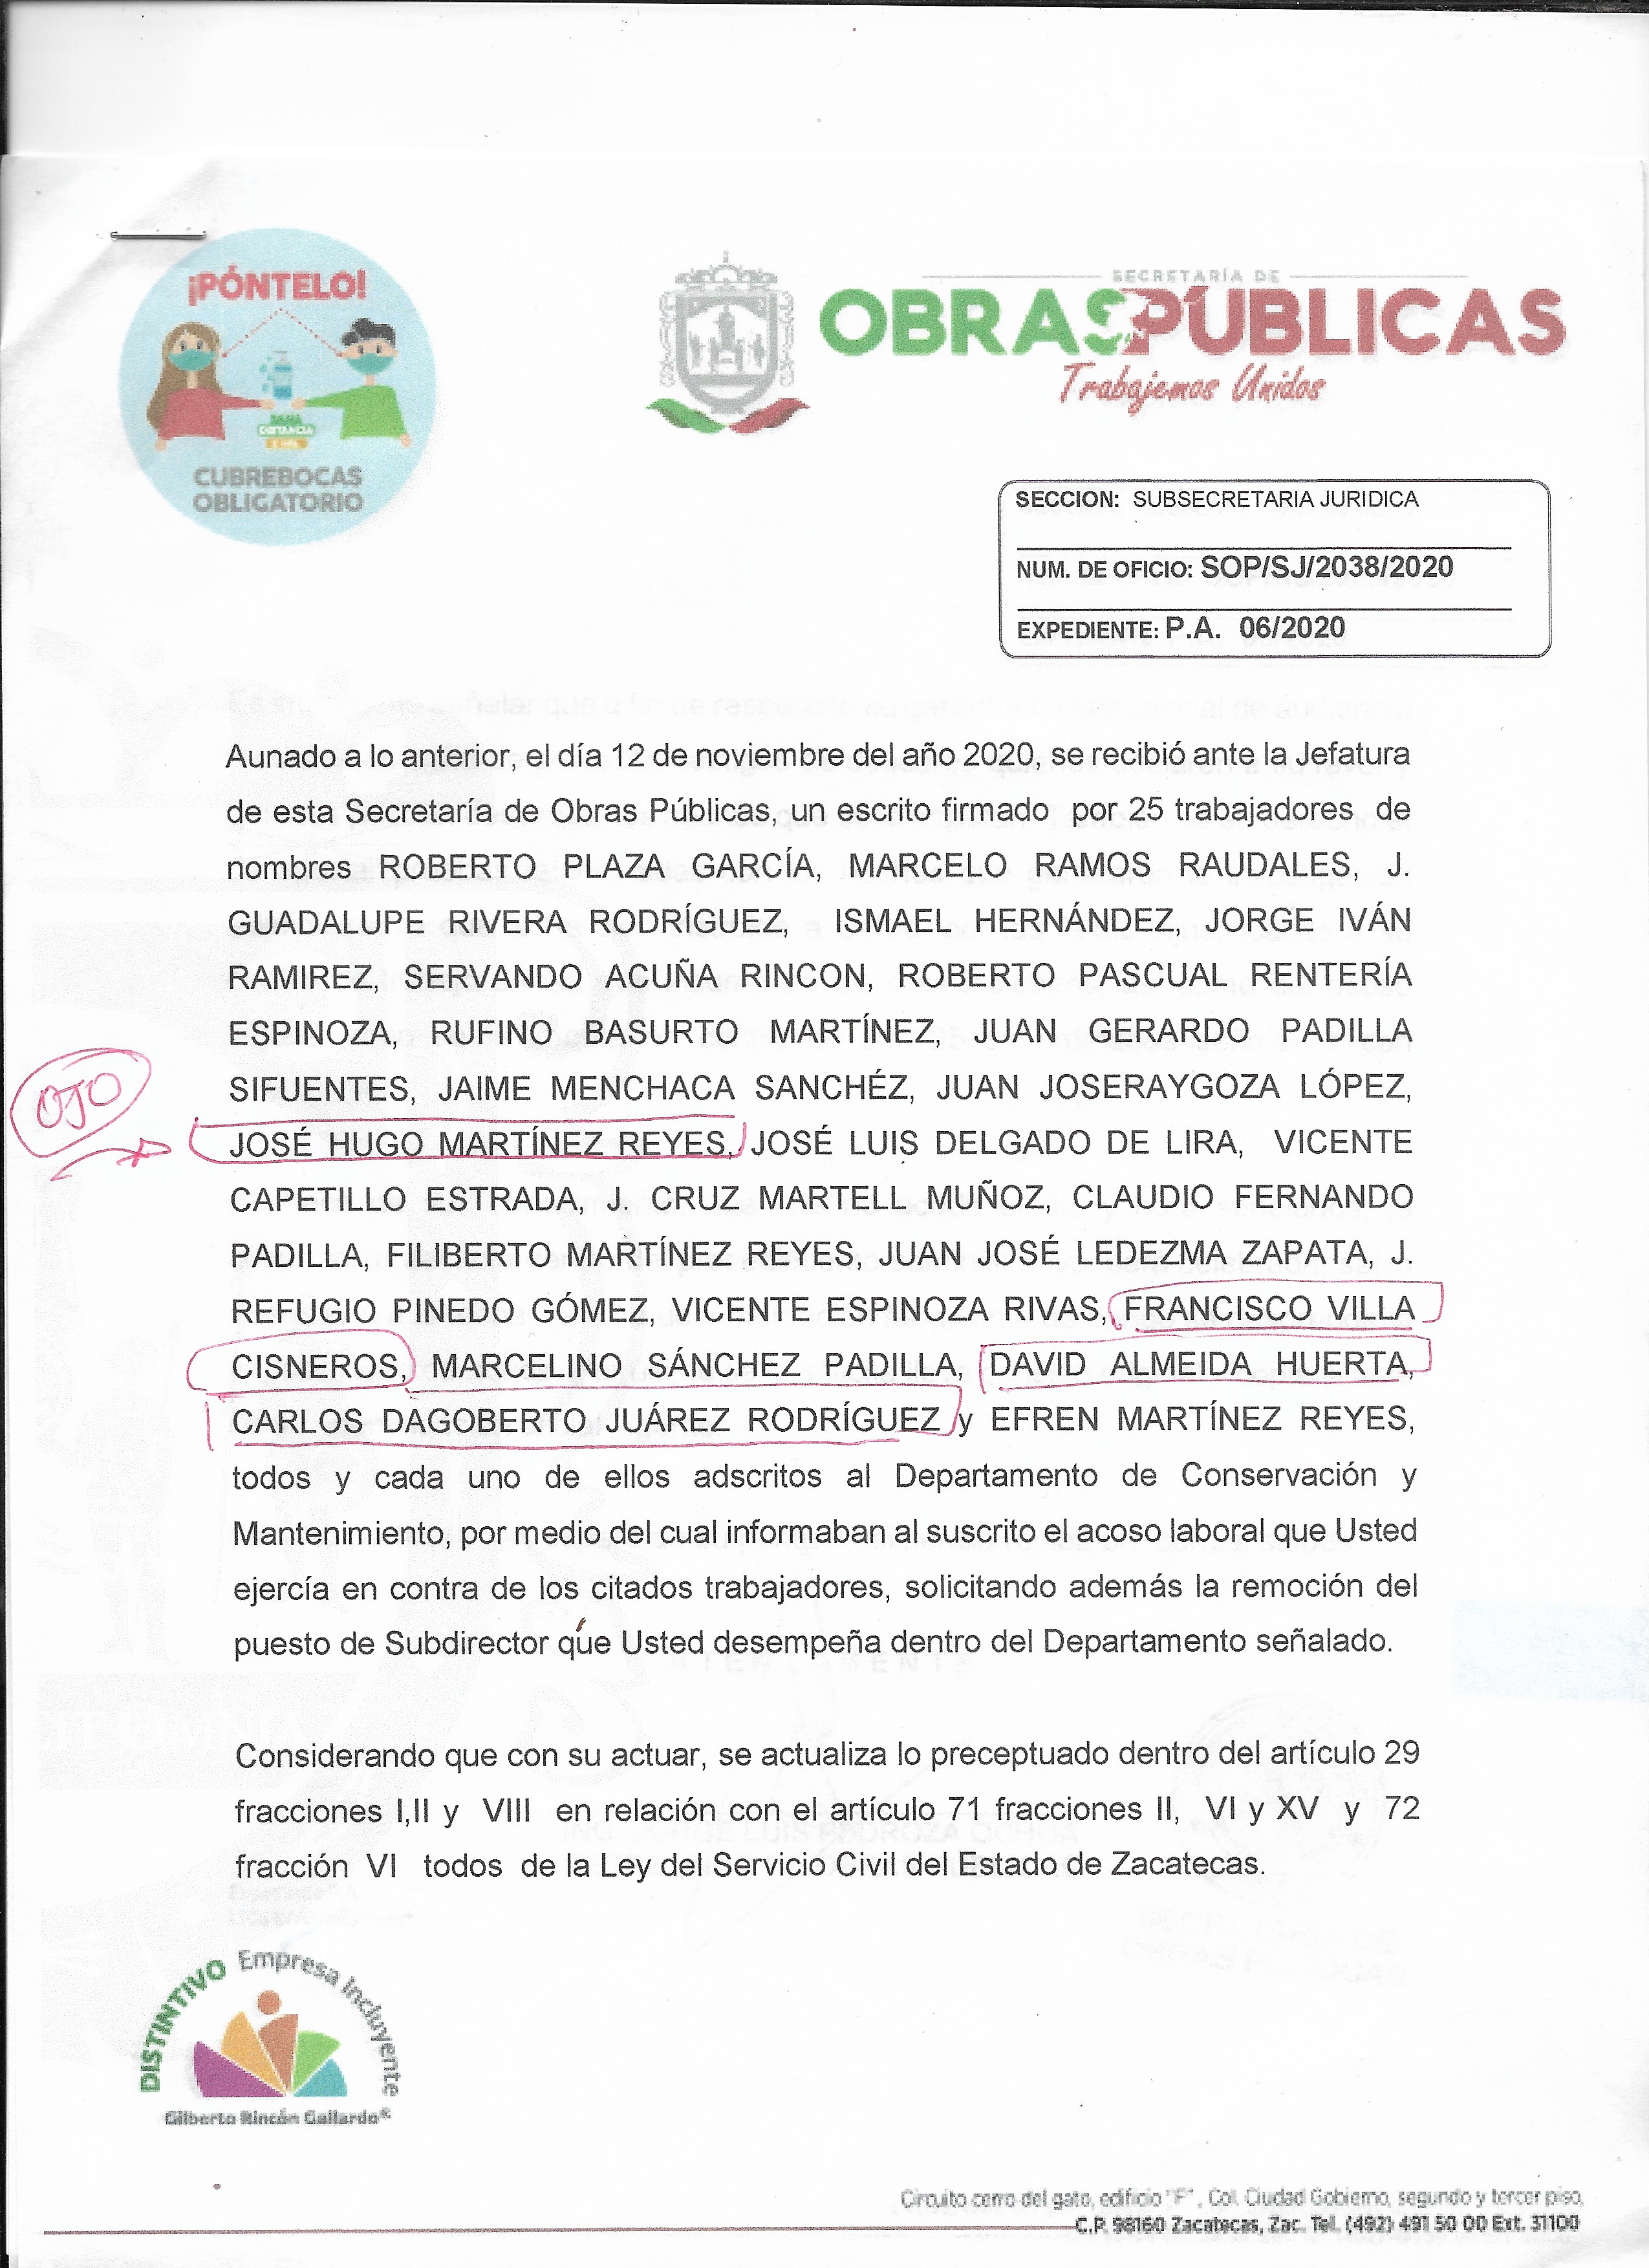 ¡PÓNTELO!
SANA
DISTANCIA
CUBREBOCAS
OBLIGATORIO
SECRETARÍA DE
OBRAS PÚBLICAS
Trabajemos Unidos
SECCION: SUBSECRETARIA JURIDICA
NUM. DE OFICIO: SOP/SJ/2038/2020
EXPEDIENTE: P.A. 06/2020
Aunado a lo anterior, el día 12 de noviembre del año 2020, se recibió ante la Jefatura
de esta Secretaría de Obras Públicas, un escrito firmado por 25 trabajadores de
nombres ROBERTO PLAZA GARCÍA, MARCELO RAMOS RAUDALES, J.
GUADALUPE RIVERA RODRÍGUEZ, ISMAEL HERNÁNDEZ, JORGE IVÁN
RAMIREZ, SERVANDO ACUÑA RINCON, ROBERTO PASCUAL RENTERÍA
ESPINOZA, RUFINO BASURTO MARTÍNEZ, JUAN GERARDO PADILLA
SIFUENTES, JAIME MENCHACA SANCHÉZ, JUAN JOSERAYGOZA LÓPEZ,
OJO
JOSÉ HUGO MARTÍNEZ REYES, JOSÉ LUIS DELGADO DE LIRA, VICENTE
CAPETILLO ESTRADA, J. CRUZ MARTELL MUÑOZ, CLAUDIO FERNANDO
PADILLA, FILIBERTO MARTÍNEZ REYES, JUAN JOSÉ LEDEZMA ZAPATA, J.
REFUGIO PINEDO GÓMEZ, VICENTE ESPINOZA RIVAS, FRANCISCO VILLA
CISNEROS, MARCELINO SÁNCHEZ PADILLA, DAVID ALMEIDA HUERTA,
CARLOS DAGOBERTO JUÁREZ RODRÍGUEZ y EFREN MARTÍNEZ REYES,
todos y cada uno de ellos adscritos al Departamento de Conservación y
Mantenimiento, por medio del cual informaban al suscrito el acoso laboral que Usted
ejercía en contra de los citados trabajadores, solicitando además la remoción del
puesto de Subdirector que Usted desempeña dentro del Departamento señalado.
Considerando que con su actuar, se actualiza lo preceptuado dentro del artículo 29
fracciones I,II y VIII en relación con el artículo 71 fracciones II, VI y XV y 72
fracción VI todos de la Ley del Servicio Civil del Estado de Zacatecas.
DISTINTIVO Empresa Incluyente
Gilberto Rincón Gallardo®
Circuito cerro del gato, edificio "F", Col. Ciudad Gobierno, segundo y tercer piso,
C.P. 98160 Zacatecas, Zac. Tel. (492) 491 50 00 Ext. 31100